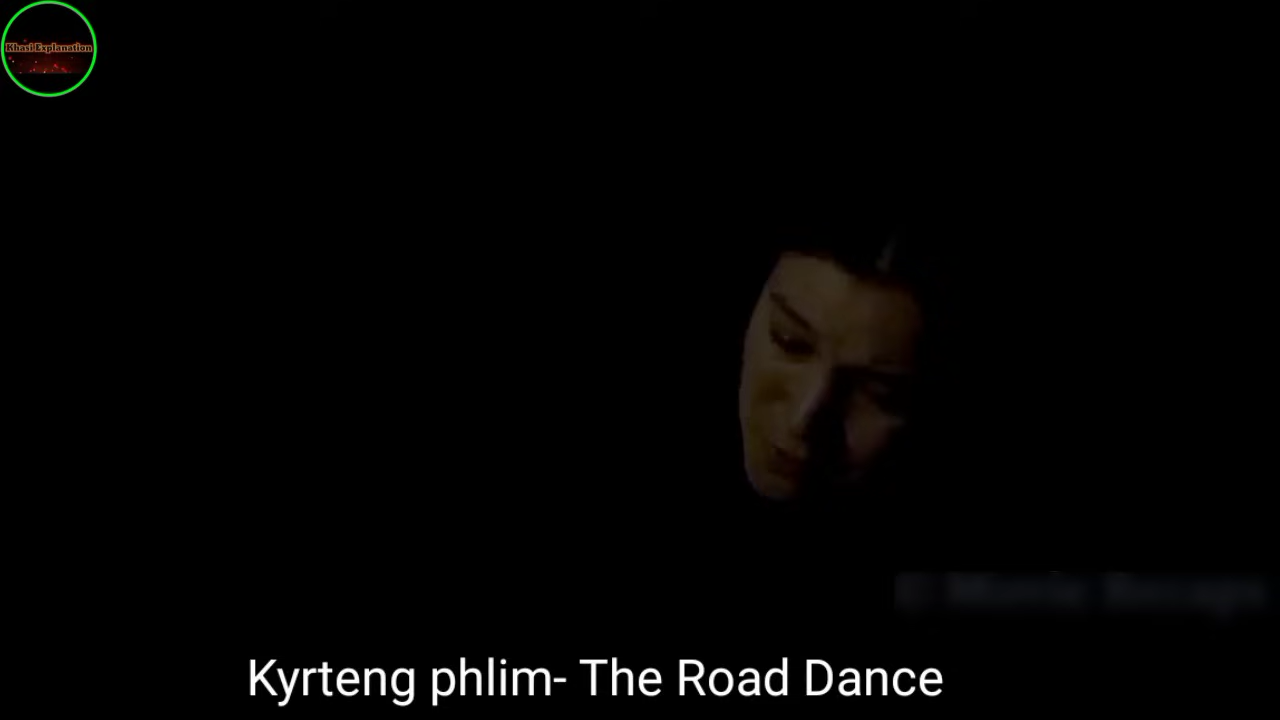 Khasi Explanation
Kyrteng phlim- The Road Dance